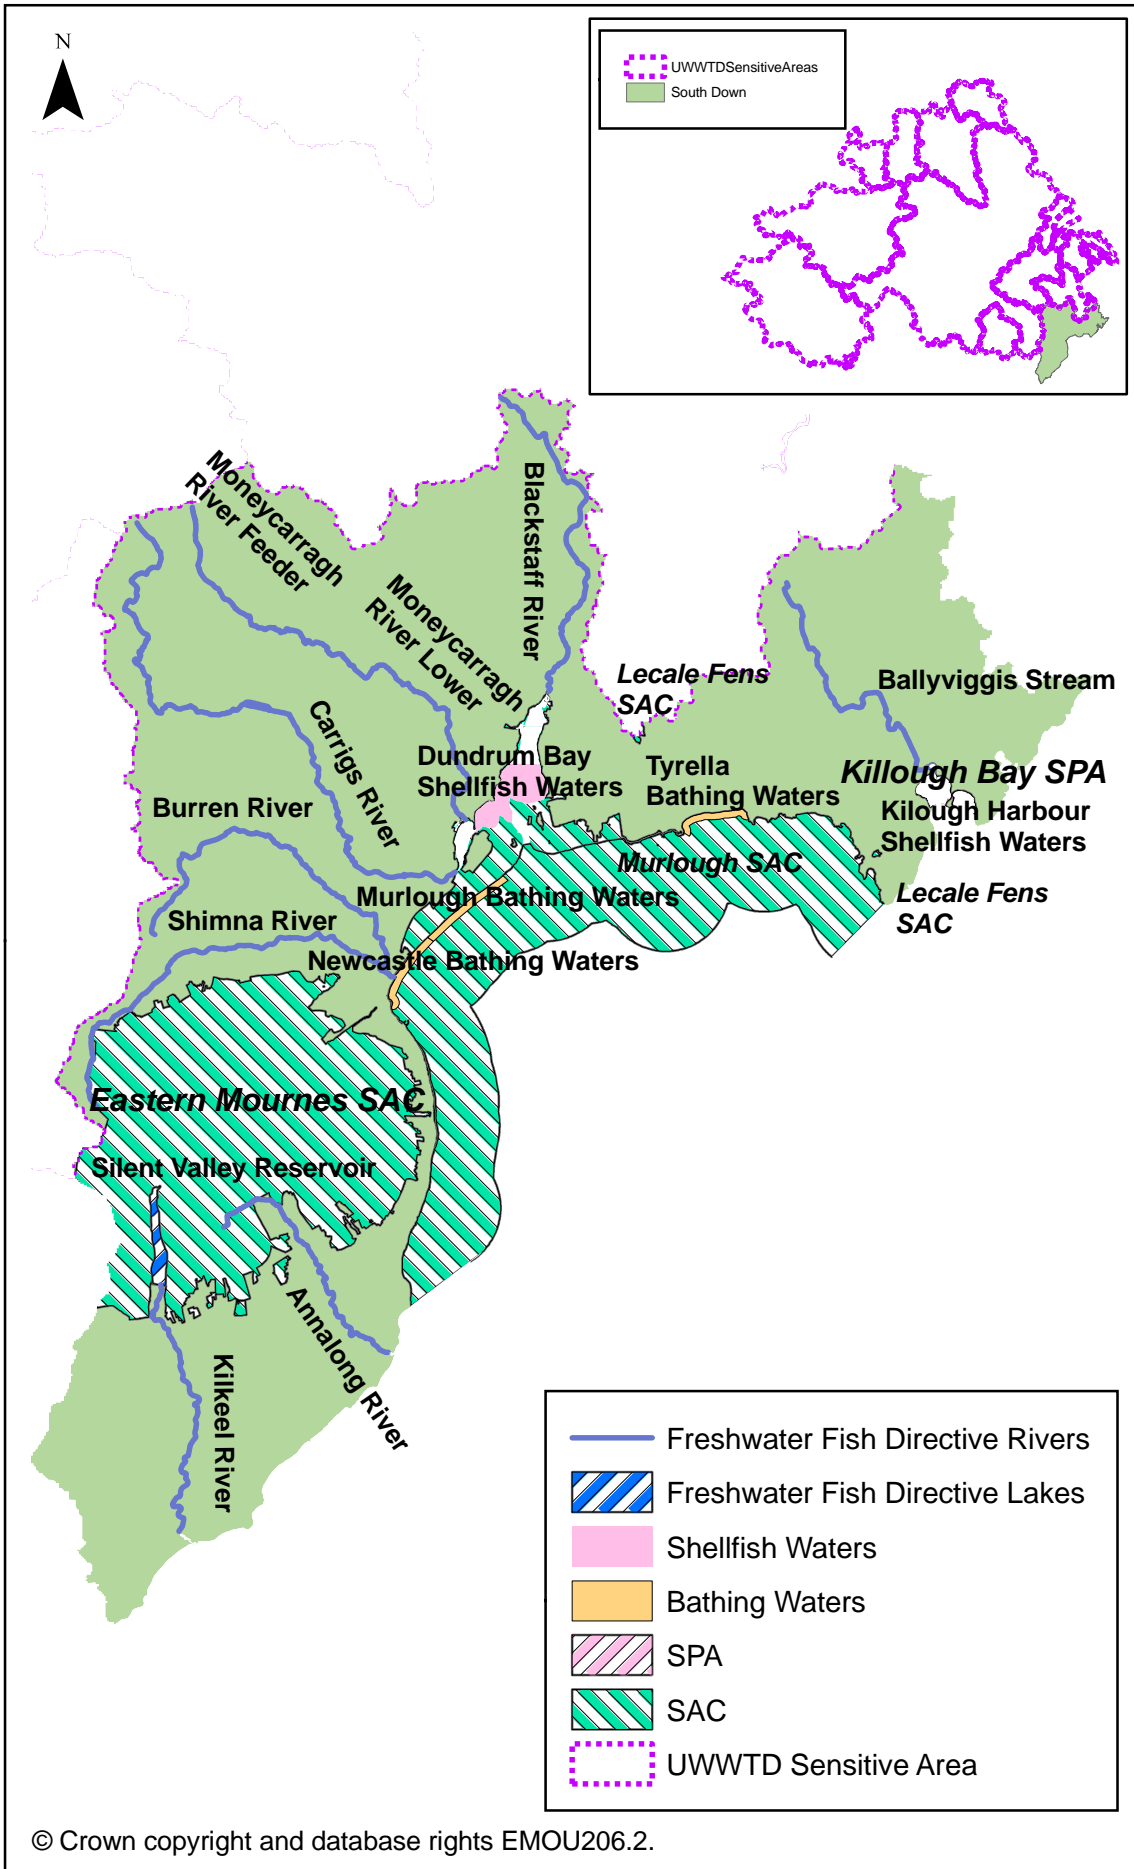 N
UWWTDSensitiveAreas
South Down
Moneycarragh
River Feeder
Moneycarragh
River Lower
Blackstaff River
Lecale Fens
SAC
Ballyviggis Stream
Carrigs River
Dundrum Bay
Shellfish Waters
Tyrella
Bathing Waters
Killough Bay SPA
Kilough Harbour
Shellfish Waters
Burren River
Murlough SAC
Murlough Bathing Waters
Lecale Fens
SAC
Shimna River
Newcastle Bathing Waters
Eastern Mournes SAC
Silent Valley Reservoir
Annalong River
Kilkeel River
Freshwater Fish Directive Rivers
Freshwater Fish Directive Lakes
Shellfish Waters
Bathing Waters
SPA
SAC
UWWTD Sensitive Area
© Crown copyright and database rights EMOU206.2.